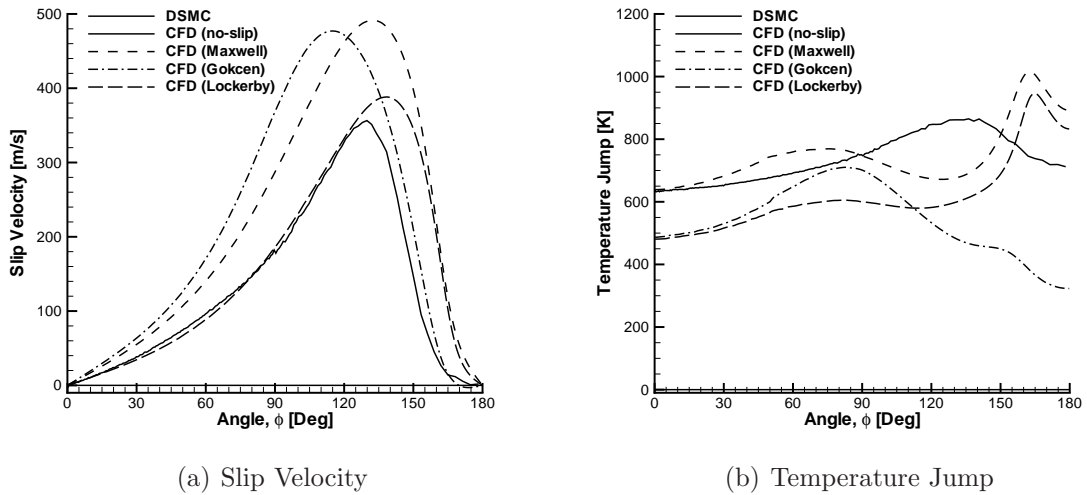 DSMC
CFD (no-slip)
CFD (Maxwell)
CFD (Gokcen)
CFD (Lockerby)
500
400
300
200
100
0
Slip Velocity [m/s]
0 30 60 90 120 150 180
Angle, ϕ [Deg]
(a) Slip Velocity
DSMC
CFD (no-slip)
CFD (Maxwell)
CFD (Gokcen)
CFD (Lockerby)
1200
1000
800
600
400
200
0
Temperature Jump [K]
0 30 60 90 120 150 180
Angle, ϕ [Deg]
(b) Temperature Jump